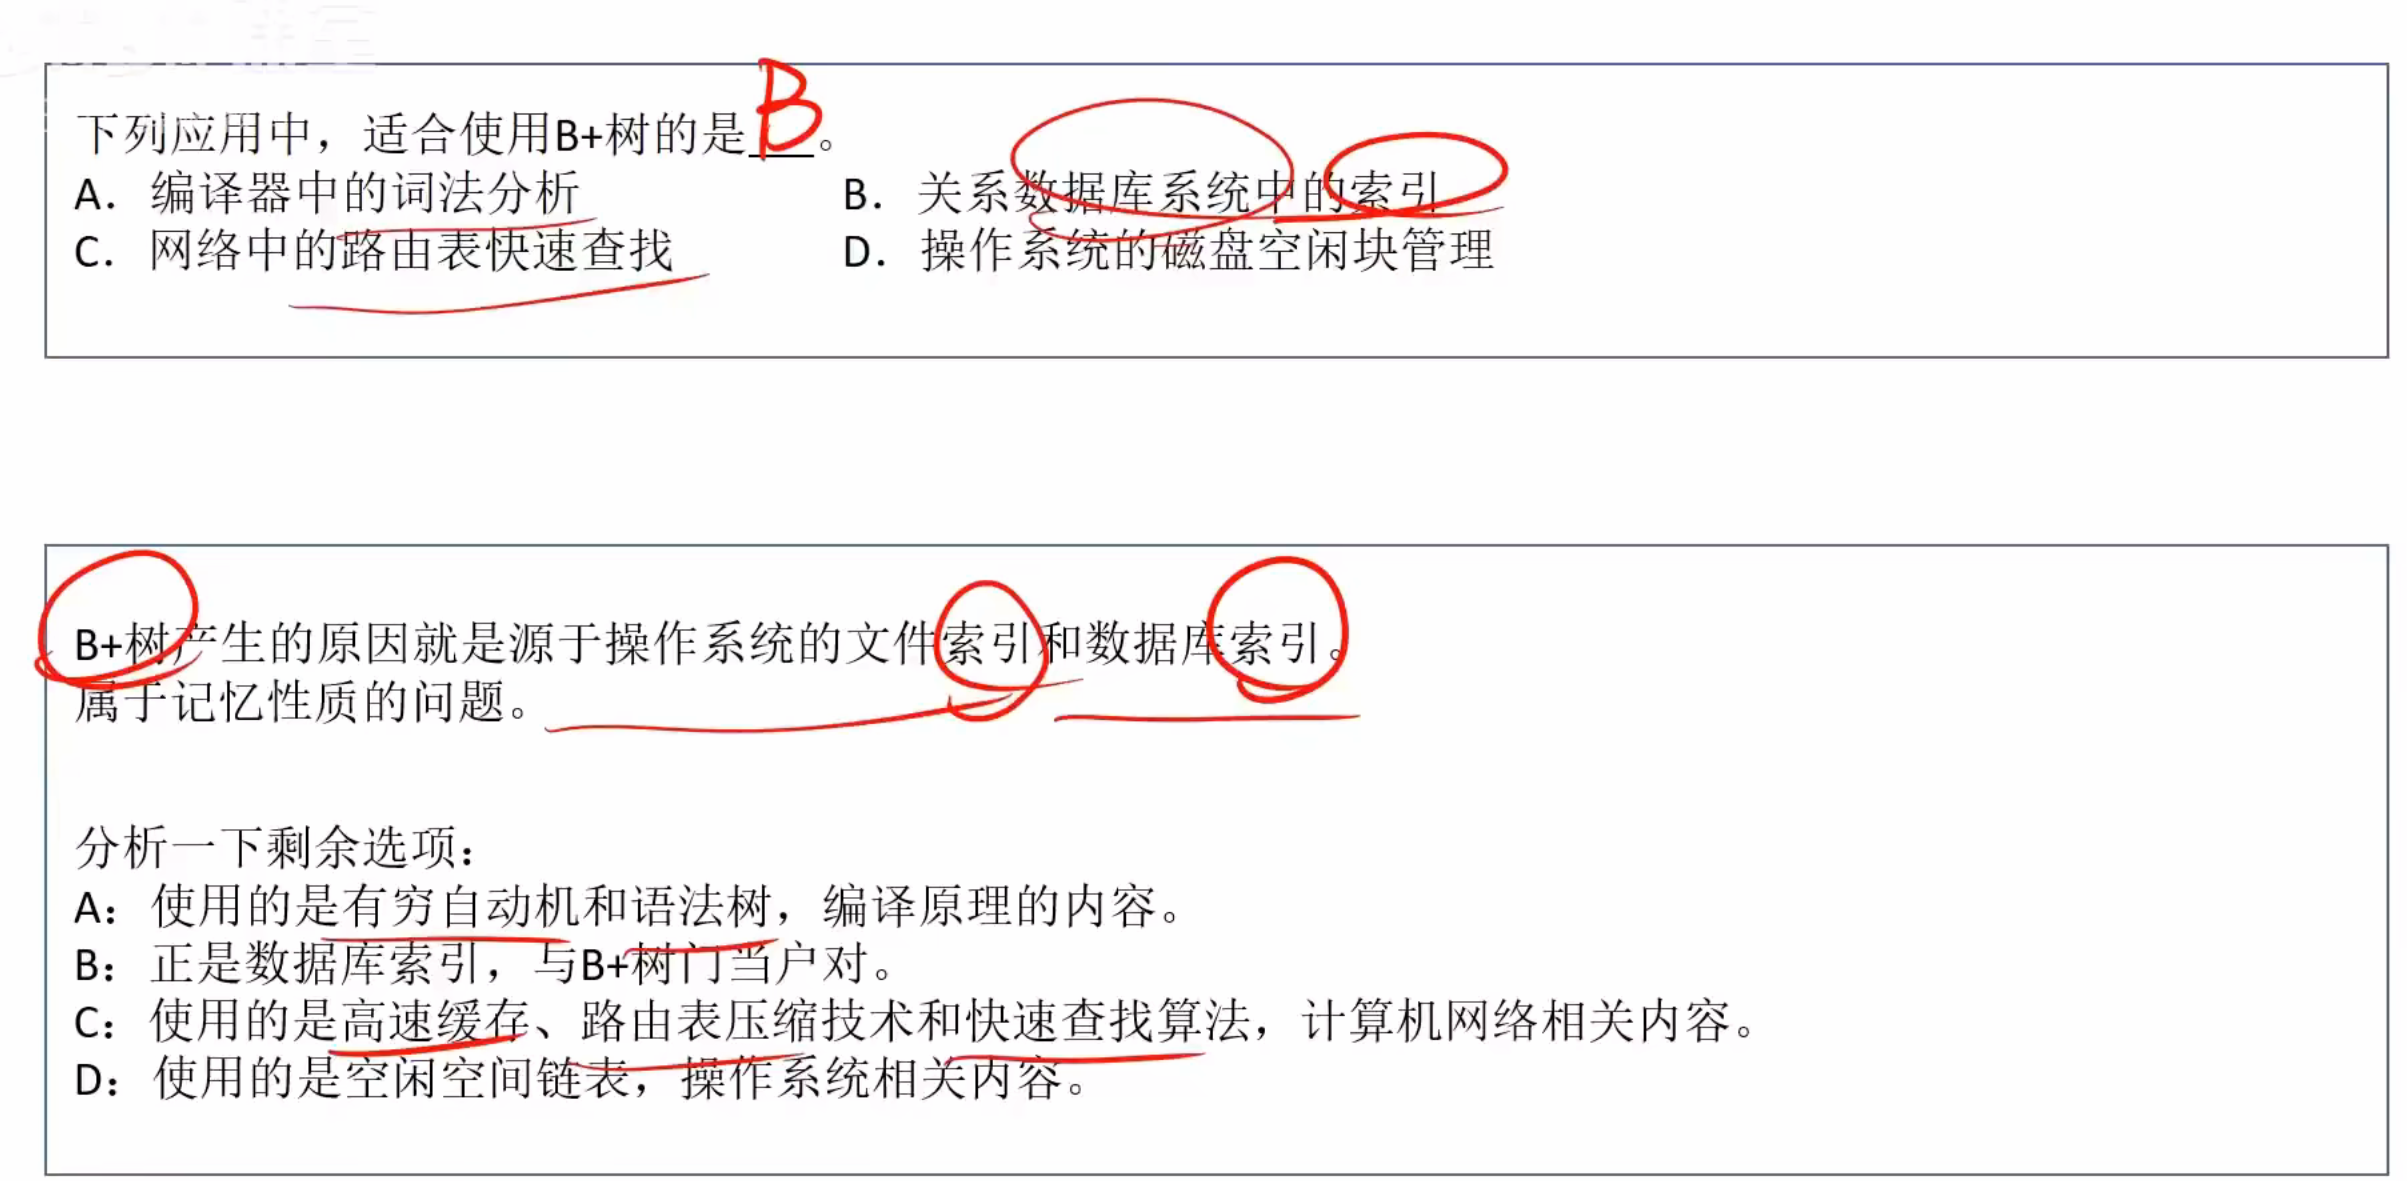 下列应用中，适合使用B+树的是 B 。
A. 编译器中的词法分析 B. 关系数据库系统中的索引
C. 网络中的路由表快速查找 D. 操作系统的磁盘空闲块管理
B+树产生的原因就是源于操作系统的文件索引和数据库索引。
属于记忆性质的问题。
分析一下剩余选项：
A：使用的是有穷自动机和语法树，编译原理的内容。
B：正是数据库索引，与B+树门当户对。
C：使用的是高速缓存、路由表压缩技术和快速查找算法，计算机网络相关内容。
D：使用的是空闲空间链表，操作系统相关内容。